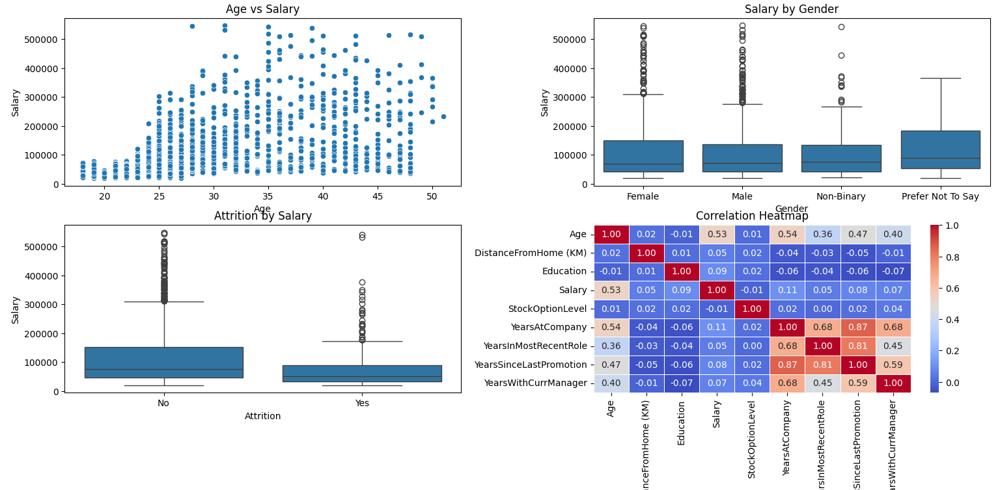 Age vs Salary
Salary
500000
400000
300000
200000
100000
0
20 25 30 35 40 45 50
Age
Salary by Gender
Salary
500000
400000
300000
200000
100000
0
Female Male Non-Binary Prefer Not To Say
Gender
Attrition by Salary
Salary
500000
400000
300000
200000
100000
0
No Yes
Attrition
Correlation Heatmap
Age 1.00 0.02 -0.01 0.53 0.01 0.54 0.36 0.47 0.40
DistanceFromHome (KM) 0.02 1.00 0.01 0.05 0.02 -0.04 -0.03 -0.05 -0.01
Education -0.01 0.01 1.00 0.09 0.02 -0.06 -0.04 -0.06 -0.07
Salary 0.53 0.05 0.09 1.00 -0.01 0.11 0.05 0.08 0.07
StockOptionLevel 0.01 0.02 0.02 -0.01 1.00 0.02 0.00 0.02 0.04
YearsAtCompany 0.54 -0.04 -0.06 0.11 0.02 1.00 0.68 0.87 0.68
YearsInMostRecentRole 0.36 -0.03 -0.04 0.05 0.00 0.68 1.00 0.81 0.45
YearsSinceLastPromotion 0.47 -0.05 -0.06 0.08 0.02 0.87 0.81 1.00 0.59
YearsWithCurrManager 0.40 -0.01 -0.07 0.07 0.04 0.68 0.45 0.59 1.00
Age
anceFromHome (KM)
Education
Salary
StockOptionLevel
YearsAtCompany
rsInMostRecentRole
SinceLastPromotion
arsWithCurrManager
1.0
0.8
0.6
0.4
0.2
0.0